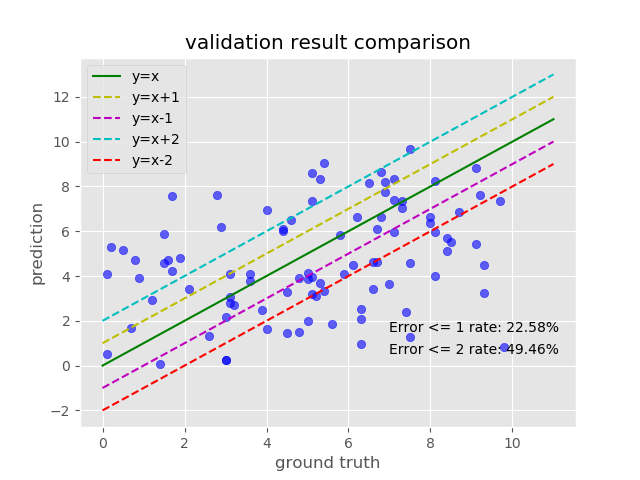 validation result comparison
y=x
y=x+1
y=x-1
y=x+2
y=x-2
12
10
8
6
4
2
0
−2
prediction
Error <= 1 rate: 22.58%
Error <= 2 rate: 49.46%
0 2 4 6 8 10
ground truth